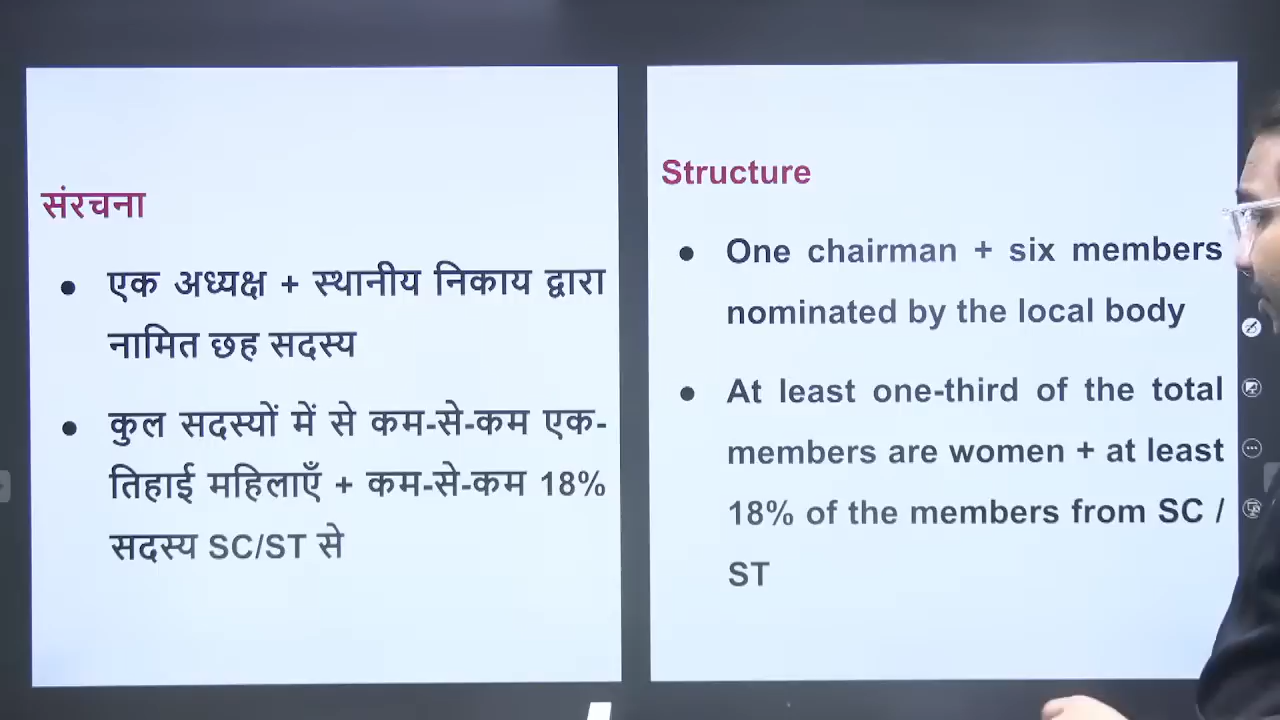 संरचना
एक अध्यक्ष + स्थानीय निकाय द्वारा
नामित छह सदस्य
कुल सदस्यों में से कम-से-कम एक-
तिहाई महिलाएँ + कम-से-कम 18%
सदस्य SC/ST से
Structure
One chairman + six members
nominated by the local body
At least one-third of the total
members are women + at least
18% of the members from SC /
ST